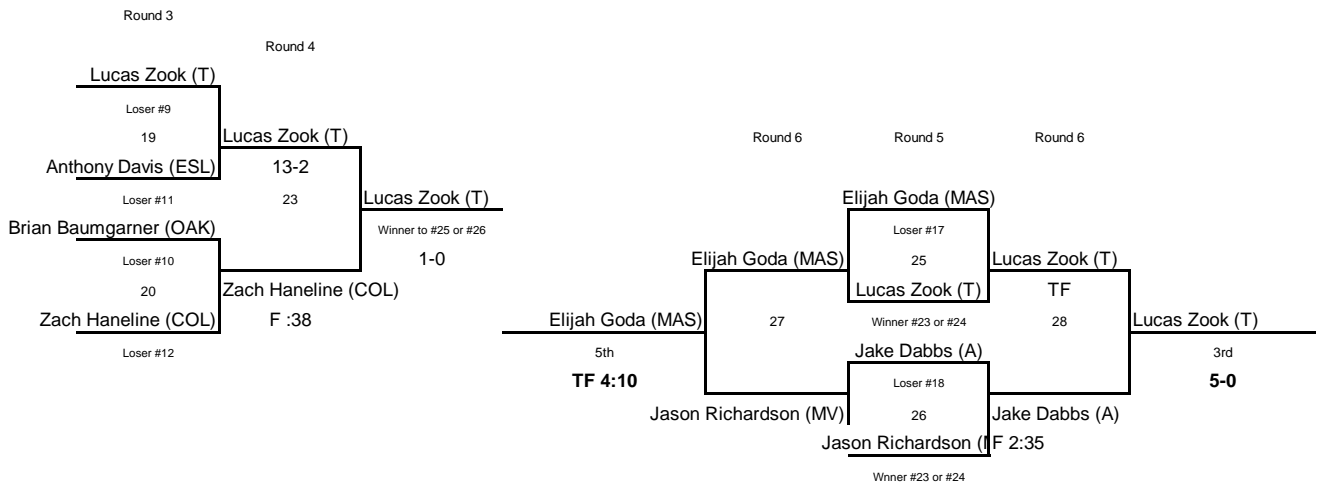 Round 3
Round 4
Lucas Zook (T)
Loser #9
19
Lucas Zook (T)
Anthony Davis (ESL)
13-2
Loser #11
23
Lucas Zook (T)
Brian Baumgarner (OAK)
Winner to #25 or #26
Loser #10
1-0
20
Zach Haneline (COL)
Zach Haneline (COL)
F :38
Loser #12
Round 6
Round 5
Round 6
Elijah Goda (MAS)
Loser #17
Elijah Goda (MAS)
25
Lucas Zook (T)
Lucas Zook (T)
TF
Elijah Goda (MAS)
27
Winner #23 or #24
28
Lucas Zook (T)
5th
Jake Dabbs (A)
3rd
TF 4:10
Loser #18
5-0
Jason Richardson (MV)
26
Jake Dabbs (A)
Jason Richardson (
F 2:35
Wnner #23 or #24